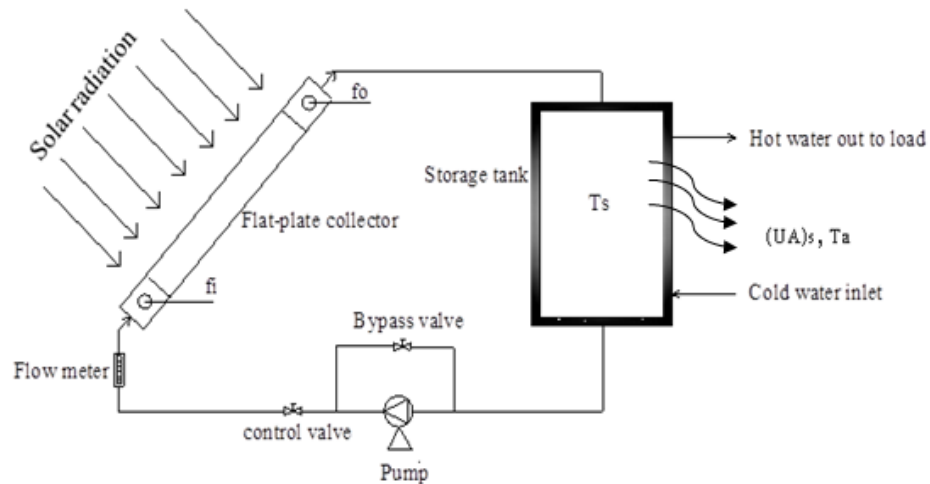 Solar radiation
fo
Hot water out to load
Storage tank
Ts
Flat-plate collector
(UA)s, Ta
fi
Cold water inlet
Bypass valve
Flow meter
control valve
Pump